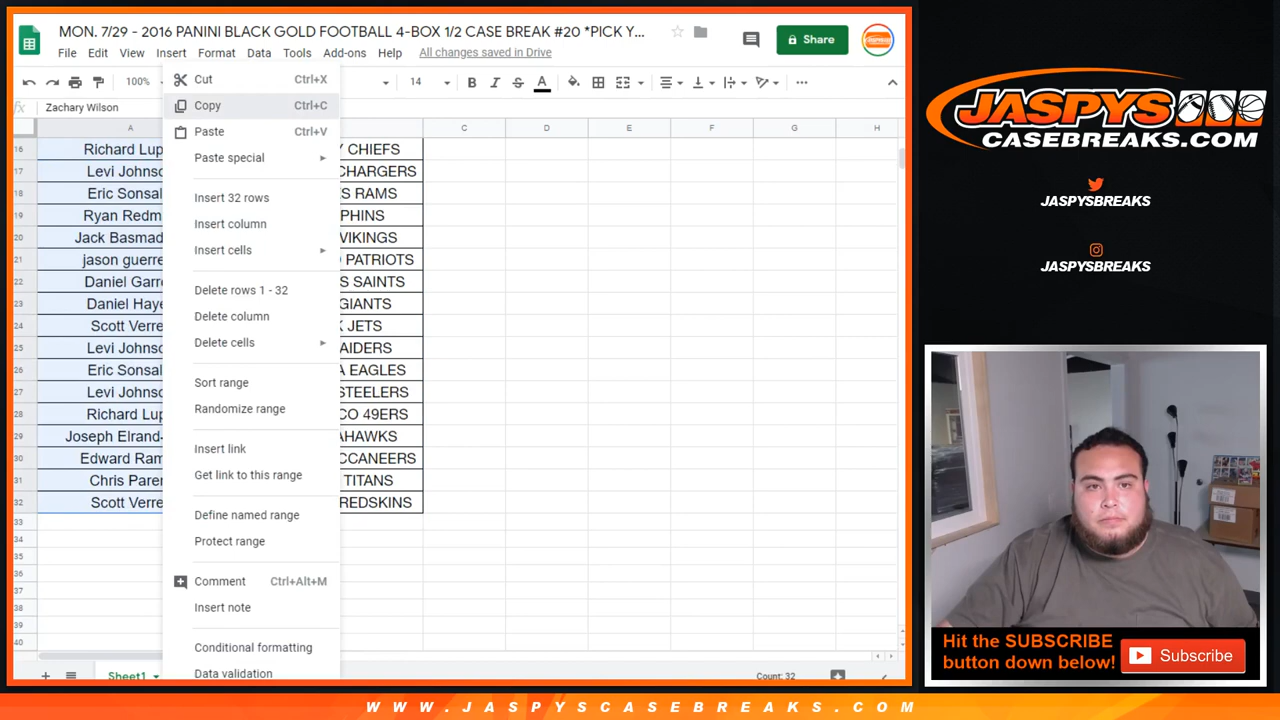 MON. 7/29 - 2016 PANINI BLACK GOLD FOOTBALL 4-BOX 1/2 CASE BREAK #20 *PICK Y...
File Edit View Insert Format Data Tools Add-ons Help All changes saved in Drive
Share
100% 14 B I S A
fx Zachary Wilson
A C D E F G H
16 Richard Lup Y CHIEFS
17 Levi Johnso CHARGERS
18 Eric Sonsal S RAMS
19 Ryan Redm PHINS
20 Jack Basmad VIKINGS
21 jason guerre PATRIOTS
22 Daniel Garre S SAINTS
23 Daniel Haye GIANTS
24 Scott Verre K JETS
25 Levi Johnso AIDERS
26 Eric Sonsal A EAGLES
27 Levi Johnso STEELERS
28 Richard Lup CO 49ERS
29 Joseph Elrand- AHAWKS
30 Edward Ram CCANEERS
31 Chris Paren TITANS
32 Scott Verre REDSKINS
33
34
35
36
37
38
39
40
Cut Ctrl+X
Copy Ctrl+C
Paste Ctrl+V
Paste special
Insert 32 rows
Insert column
Insert cells
Delete rows 1 - 32
Delete column
Delete cells
Sort range
Randomize range
Insert link
Get link to this range
Define named range
Protect range
Comment Ctrl+Alt+M
Insert note
Conditional formatting
Data validation
Sheet1
Count: 32
JASPYS
CASEBREAKS.COM
JASPYSBREAKS
JASPYSBREAKS
Hit the SUBSCRIBE
button down below!
Subscribe
WWW.JASPYSCASEBREAKS.COM